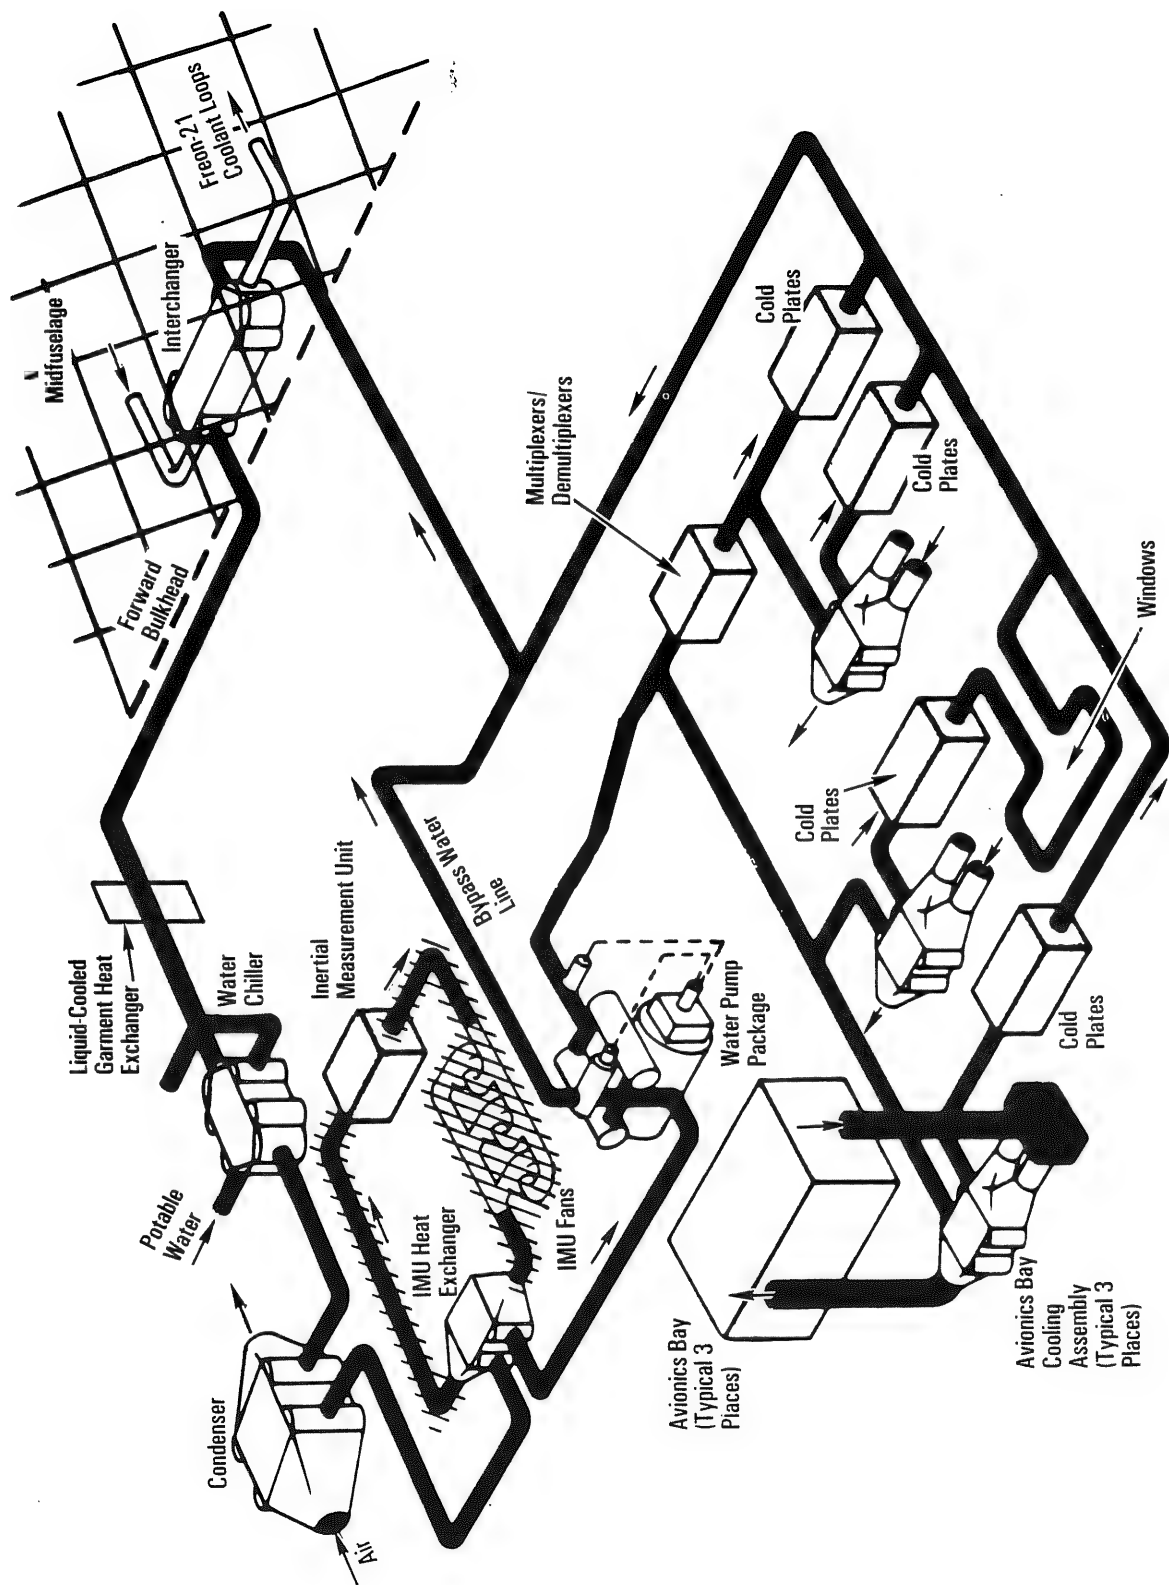 Midfuselage
Freon-21
Coolant Loops
Interchanger
Forward
Bulkhead
Liquid-Cooled
Garment Heat
Exchanger
Water
Chiller
Potable
Water
Condenser
Air
Inertial
Measurement Unit
IMU Heat
Exchanger
IMU Fans
Bypass Water
Line
Water Pump
Package
Multiplexers/
Demultiplexers
Cold
Plates
Cold
Plates
Cold
Plates
Windows
Cold
Plates
Avionics Bay
(Typical 3
Places)
Avionics Bay
Cooling
Assembly
(Typical 3
Places)